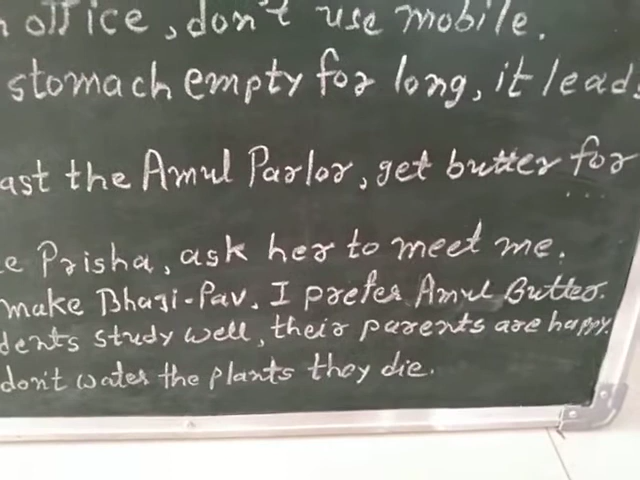 n office, don't use mobile.
stomach empty for long, it leads
ast the Amul Parlor, get butter for
...
e Prisha, ask her to meet me.
make Bhaji-Pav. I prefer Amul Butter.
dents study well, their parents are happy.
don't water the plants they die.